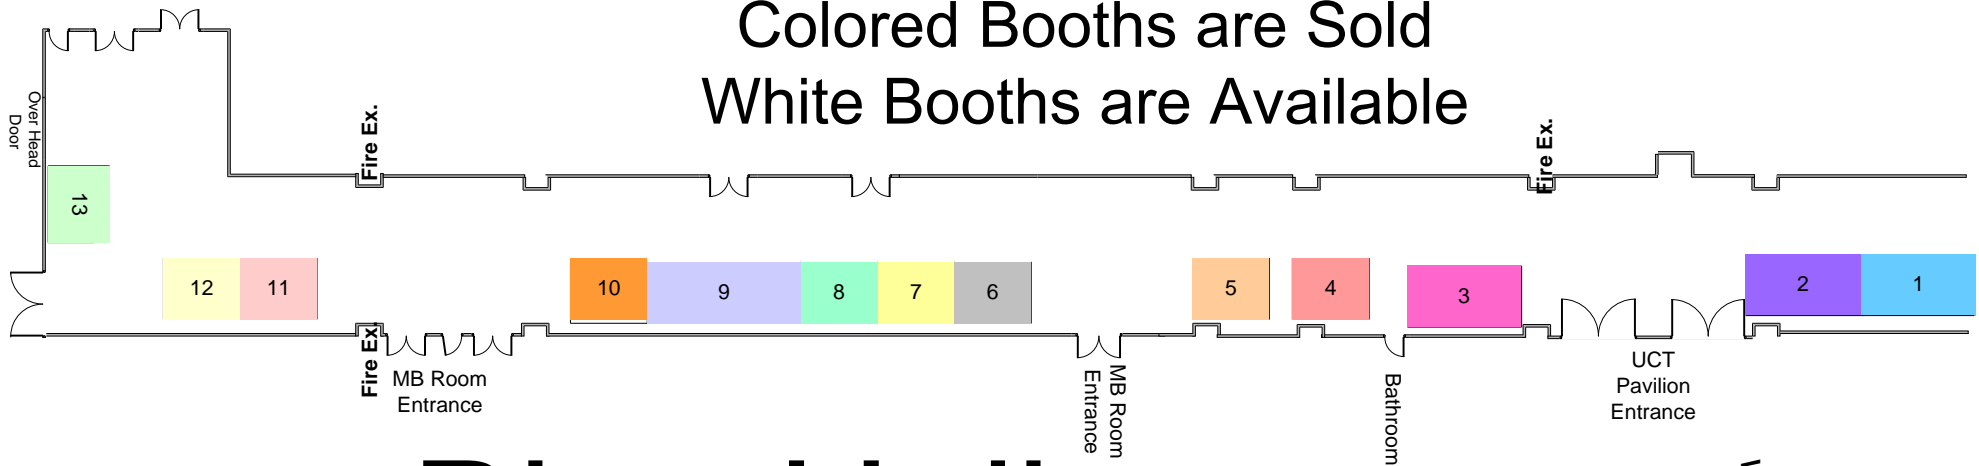 Colored Booths are Sold
White Booths are Available
Over Head
Door
Fire Ex.
Fire Ex.
13
12
11
10
9
8
7
6
5
4
3
2
1
Fire Ex.
MB Room
Entrance
MB Room
Entrance
Bathroom
UCT
Pavilion
Entrance